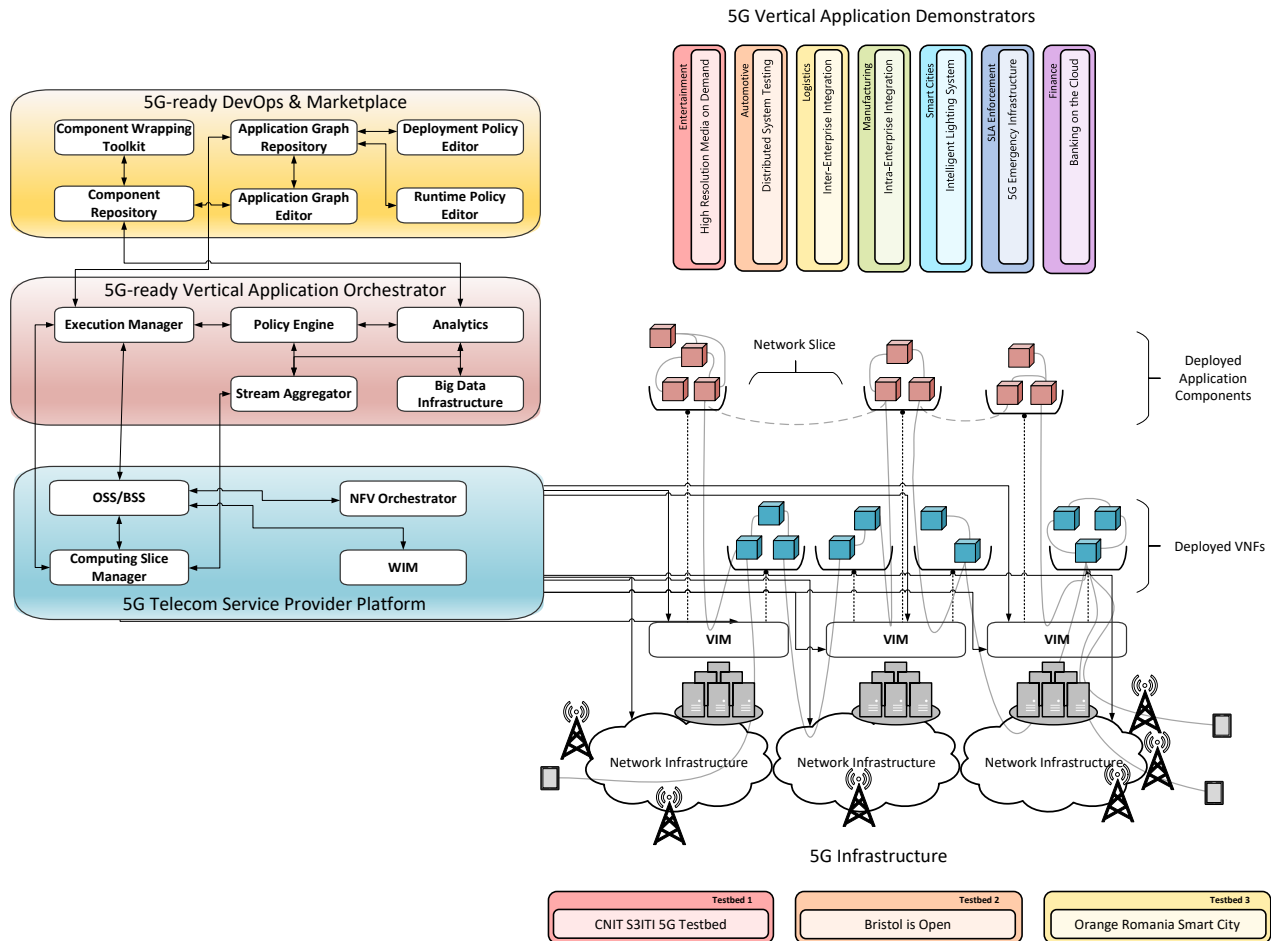 5G Vertical Application Demonstrators
Entertainment
High Resolution Media on Demand
Automotive
Distributed System Testing
Logistics
Inter-Enterprise Integration
Manufacturing
Intra-Enterprise Integration
Smart Cities
Intelligent Lighting System
SLA Enforcement
5G Emergency Infrastructure
Finance
Banking on the Cloud
5G-ready DevOps & Marketplace
Component Wrapping
Toolkit
Application Graph
Repository
Deployment Policy
Editor
Component
Repository
Application Graph
Editor
Runtime Policy
Editor
5G-ready Vertical Application Orchestrator
Execution Manager
Policy Engine
Analytics
Stream Aggregator
Big Data
Infrastructure
Network Slice
Deployed
Application
Components
OSS/BSS
NFV Orchestrator
Computing Slice
Manager
WIM
5G Telecom Service Provider Platform
Deployed VNFs
VIM
VIM
VIM
Network Infrastructure
Network Infrastructure
Network Infrastructure
5G Infrastructure
Testbed 1
CNIT S3ITI 5G Testbed
Testbed 2
Bristol is Open
Testbed 3
Orange Romania Smart City